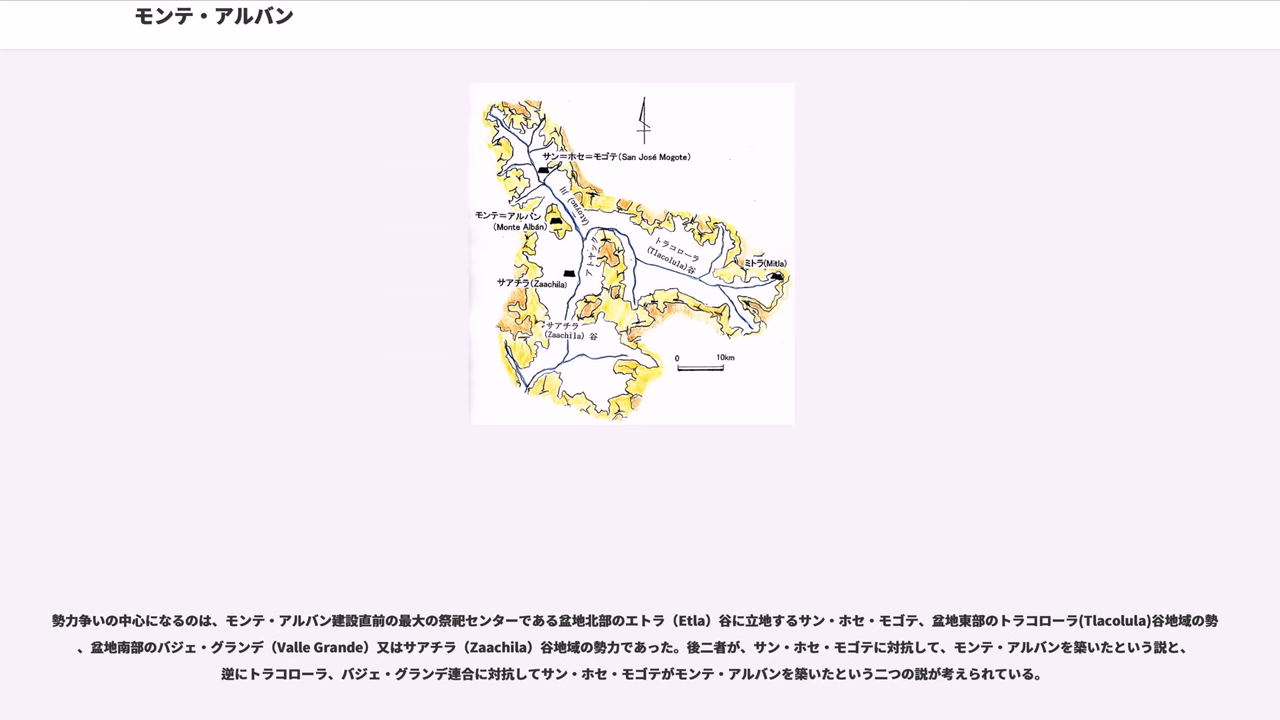 モンテ・アルバン
サン=ホセ=モゴテ(San José Mogote)
モンテ=アルバン
(Monte Albán)
アトヤック
(Atoyac)
川
トラコローラ
(Tlacolula)谷
ミトラ(Mitla)
サアチラ(Zaachila)
サアチラ
(Zaachila) 谷
0 10km
勢力争いの中心になるのは、モンテ・アルバン建設直前の最大の祭祀センターである盆地北部のエトラ（Etla）谷に立地するサン・ホセ・モゴテ、盆地東部のトラコローラ(Tlacolula)谷地域の勢
、盆地南部のバジェ・グランデ（Valle Grande）又はサアチラ（Zaachila）谷地域の勢力であった。後二者が、サン・ホセ・モゴテに対抗して、モンテ・アルバンを築いたという説と、
逆にトラコローラ、バジェ・グランデ連合に対抗してサン・ホセ・モゴテがモンテ・アルバンを築いたという二つの説が考えられている。